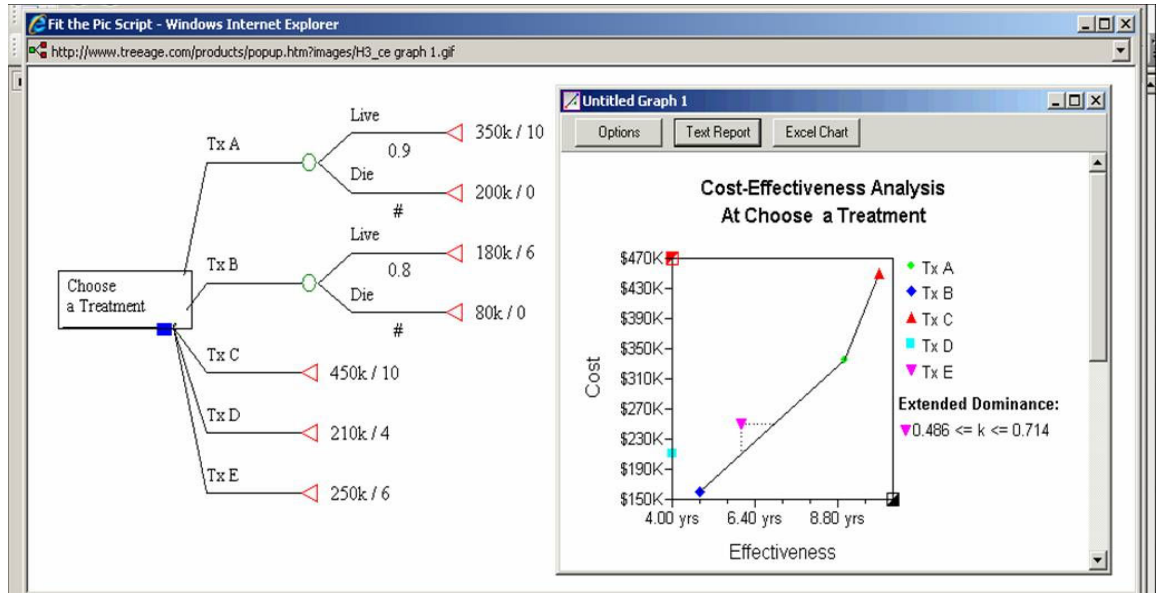 Fit the Pic Script - Windows Internet Explorer
http://www.treeage.com/products/popup.htm?images/H3_ce graph 1.gif
Live
Tx A
350k / 10
0.9
Die
200k / 0
#
Live
Tx B
180k / 6
0.8
Die
80k / 0
#
Choose
a Treatment
Tx C
450k / 10
Tx D
210k / 4
Tx E
250k / 6
Untitled Graph 1
Options Text Report Excel Chart
Cost-Effectiveness Analysis
At Choose a Treatment
Cost
$470K
$430K
$390K
$350K
$310K
$270K
$230K
$190K
$150K
4.00 yrs 6.40 yrs 8.80 yrs
Effectiveness
Tx A
Tx B
Tx C
Tx D
Tx E
Extended Dominance:
0.486 <= k <= 0.714